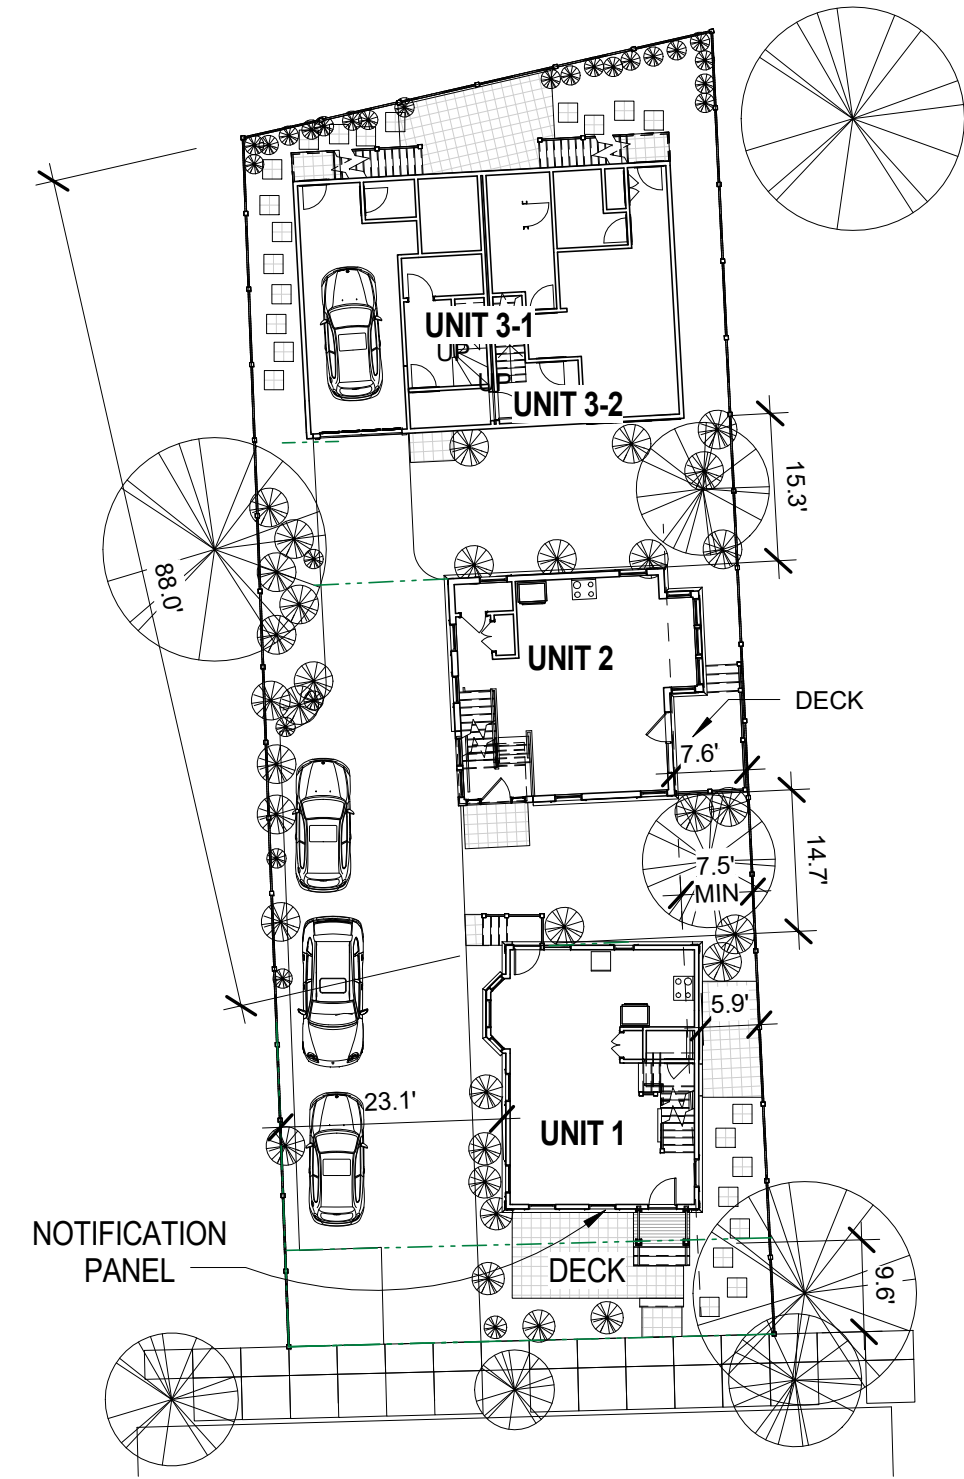 UNIT 3-1
UP
UP
UNIT 3-2
15.3'
88.0'
UNIT 2
DECK
7.6'
14.7'
7.5'
MIN
5.9'
23.1'
UNIT 1
NOTIFICATION
PANEL
DECK
9.6'